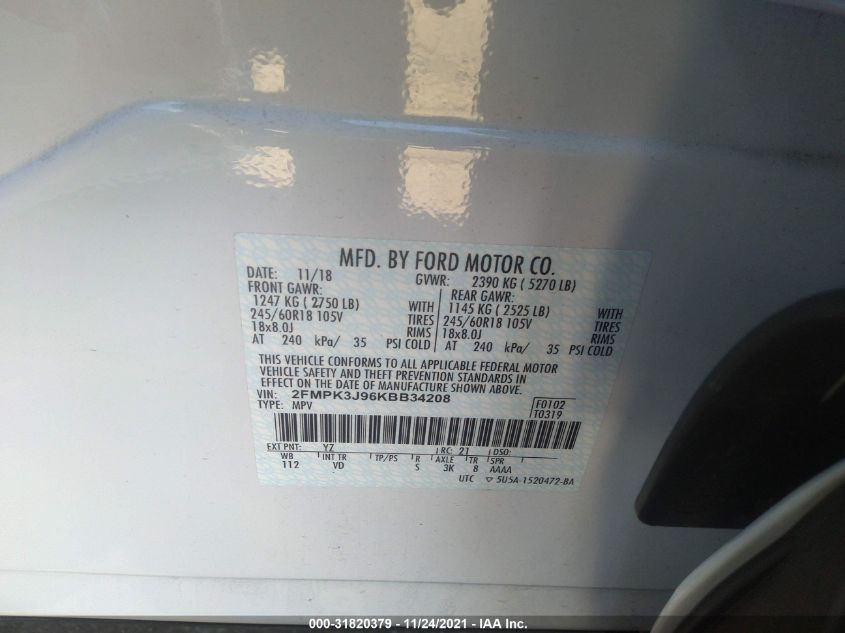 MFD. BY FORD MOTOR CO.
DATE: 11/18 GVWR: 2390 KG ( 5270 LB)
FRONT GAWR: REAR GAWR:
1247 KG ( 2750 LB) WITH 1145 KG ( 2525 LB) WITH
245/60R18 105V TIRES 245/60R18 105V TIRES
18x8.0J RIMS 18x8.0J RIMS
AT 240 kPa/ 35 PSI COLD AT 240 kPa/ 35 PSI COLD
THIS VEHICLE CONFORMS TO ALL APPLICABLE FEDERAL MOTOR
VEHICLE SAFETY AND THEFT PREVENTION STANDARDS IN
EFFECT ON THE DATE OF MANUFACTURE SHOWN ABOVE.
VIN: 2FMPK3J96KBB34208 F0102
TYPE: MPV T0319
EXT PNT: YZ RC: 21 DSO:
WB INT TR TP/PS R AXLE TR SPR
112 VD S 3K 8 AAAA
UTC ▽ 5U5A-1520472-BA
000-31820379 - 11/24/2021 - IAA Inc.